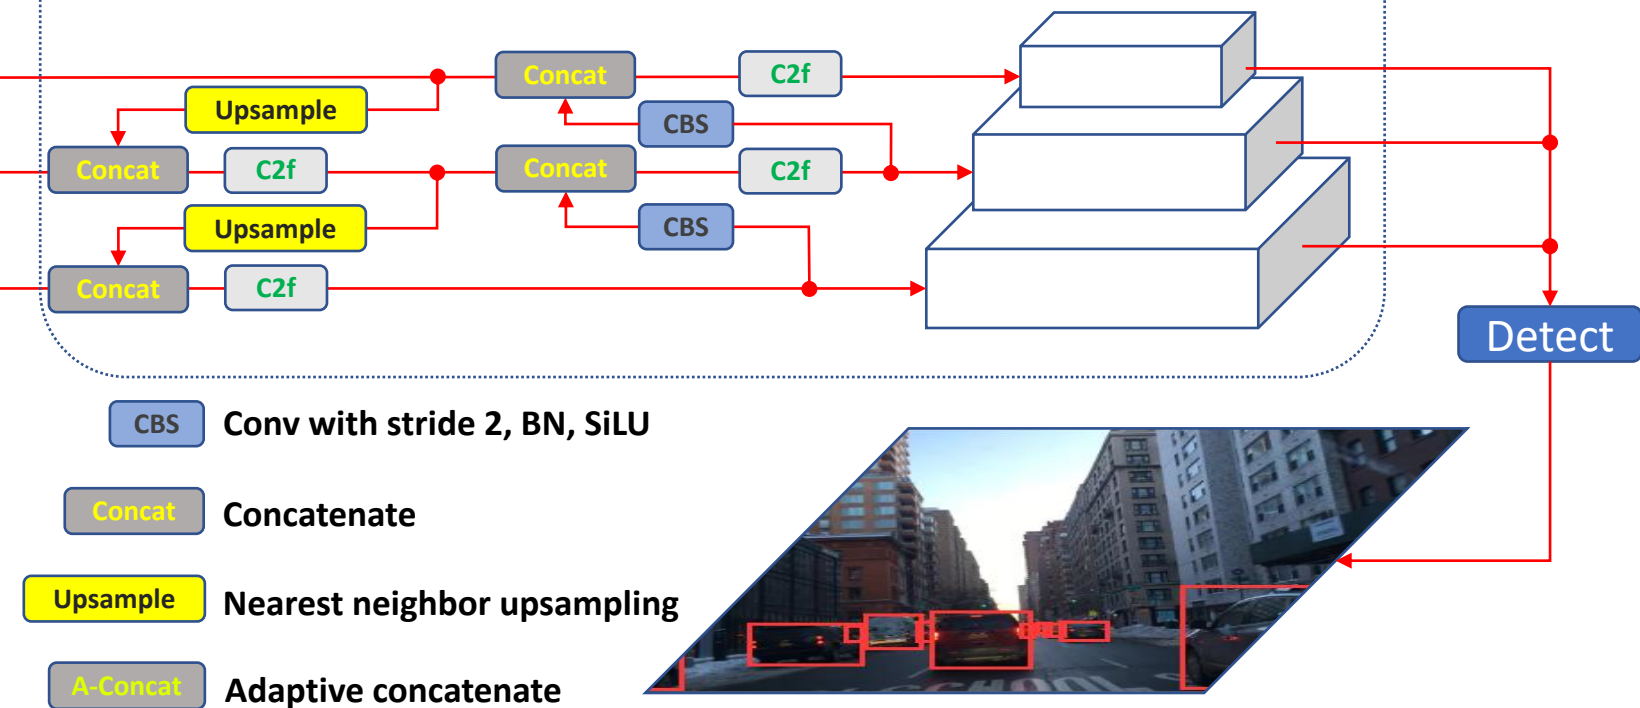 Concat
C2f
Upsample
CBS
Concat
C2f
Concat
C2f
Upsample
CBS
Concat
C2f
Detect
CBS Conv with stride 2, BN, SiLU
Concat Concatenate
Upsample Nearest neighbor upsampling
A-Concat Adaptive concatenate
SCHOOL